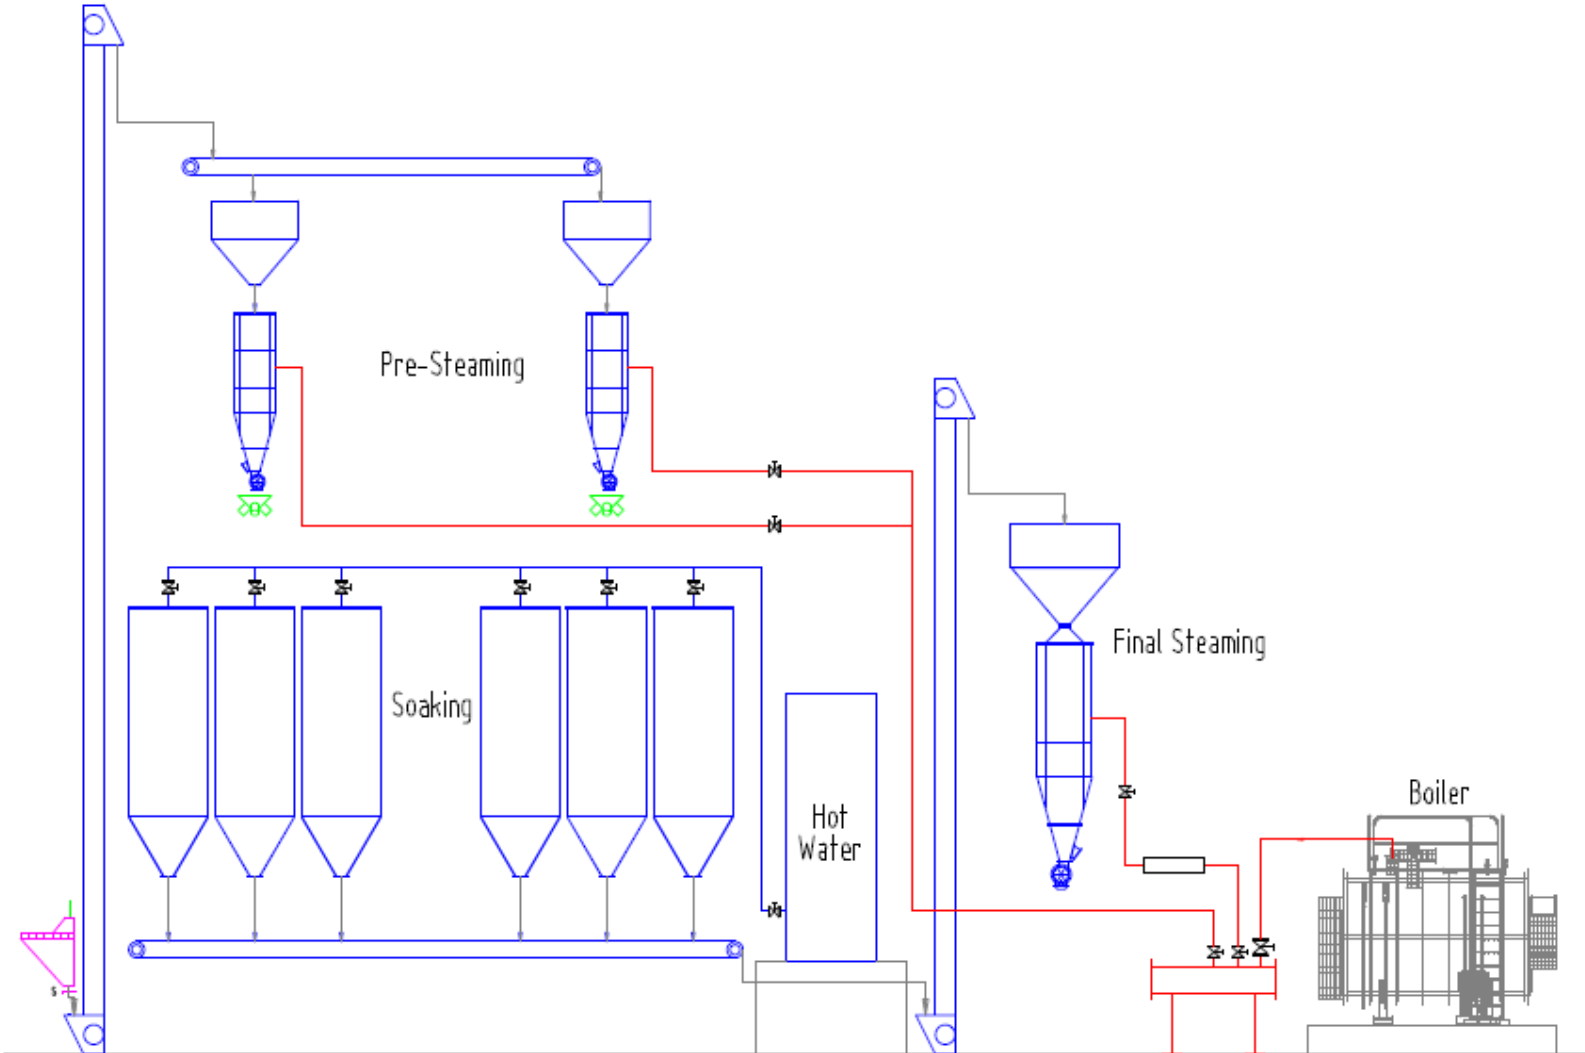 Pre-Steaming
Final Steaming
Soaking
Boiler
Hot
Water
s